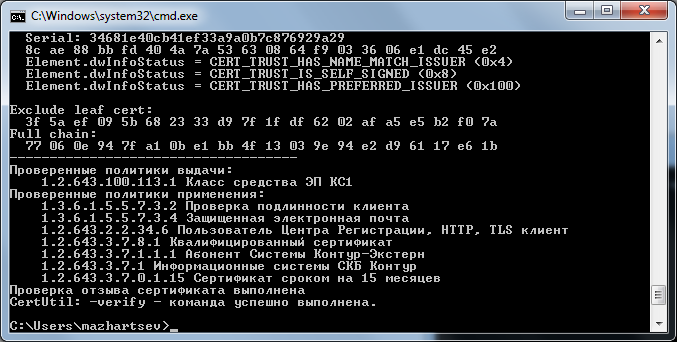 C:\Windows\system32\cmd.exe
Serial: 34681e40cb41ef33a9a0b7c876929a29
8c ae 88 bb fd 40 4a 7a 53 63 08 64 f9 03 36 06 e1 dc 45 e2
Element.dwInfoStatus = CERT_TRUST_HAS_NAME_MATCH_ISSUER (0x4)
Element.dwInfoStatus = CERT_TRUST_IS_SELF_SIGNED (0x8)
Element.dwInfoStatus = CERT_TRUST_HAS_PREFERRED_ISSUER (0x100)
Exclude leaf cert:
3f 5a ef 09 5b 68 23 33 d9 7f 1f df 62 02 af a5 e5 b2 f0 7a
Full chain:
77 06 0e 94 7f a1 0b e1 bb 4f 13 03 9e 94 e2 d9 61 17 e6 1b
------------------------------------
Проверенные политики выдачи:
1.2.643.100.113.1 Класс средства ЭП КС1
Проверенные политики применения:
1.3.6.1.5.5.7.3.2 Проверка подлинности клиента
1.3.6.1.5.5.7.3.4 Защищенная электронная почта
1.2.643.2.2.34.6 Пользователь Центра Регистрации, HTTP, TLS клиент
1.2.643.3.7.8.1 Квалифицированный сертификат
1.2.643.3.7.1.1.1 Абонент Системы Контур-Экстерн
1.2.643.3.7.1 Информационные системы СКБ Контур
1.2.643.3.7.0.1.15 Сертификат сроком на 15 месяцев
Проверка отзыва сертификата выполнена
CertUtil: -verify - команда успешно выполнена.
C:\Users\mazhartsev>_